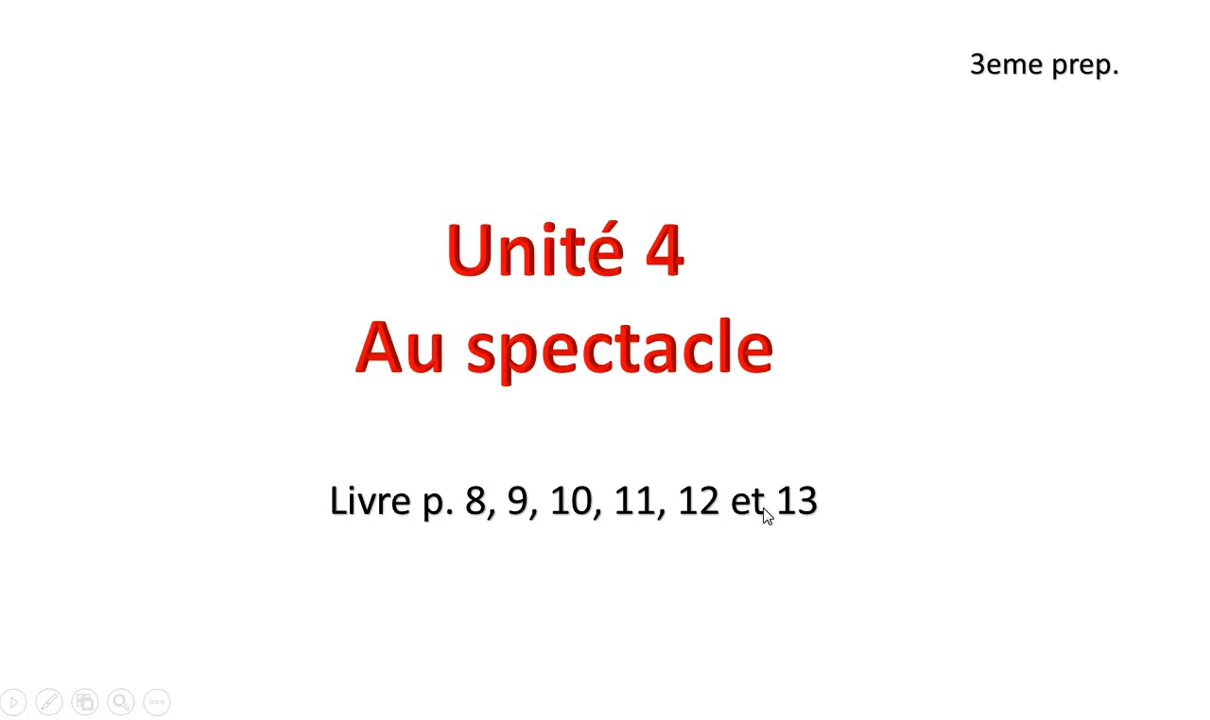 3eme prep.
Unité 4
Au spectacle
Livre p. 8, 9, 10, 11, 12 et 13